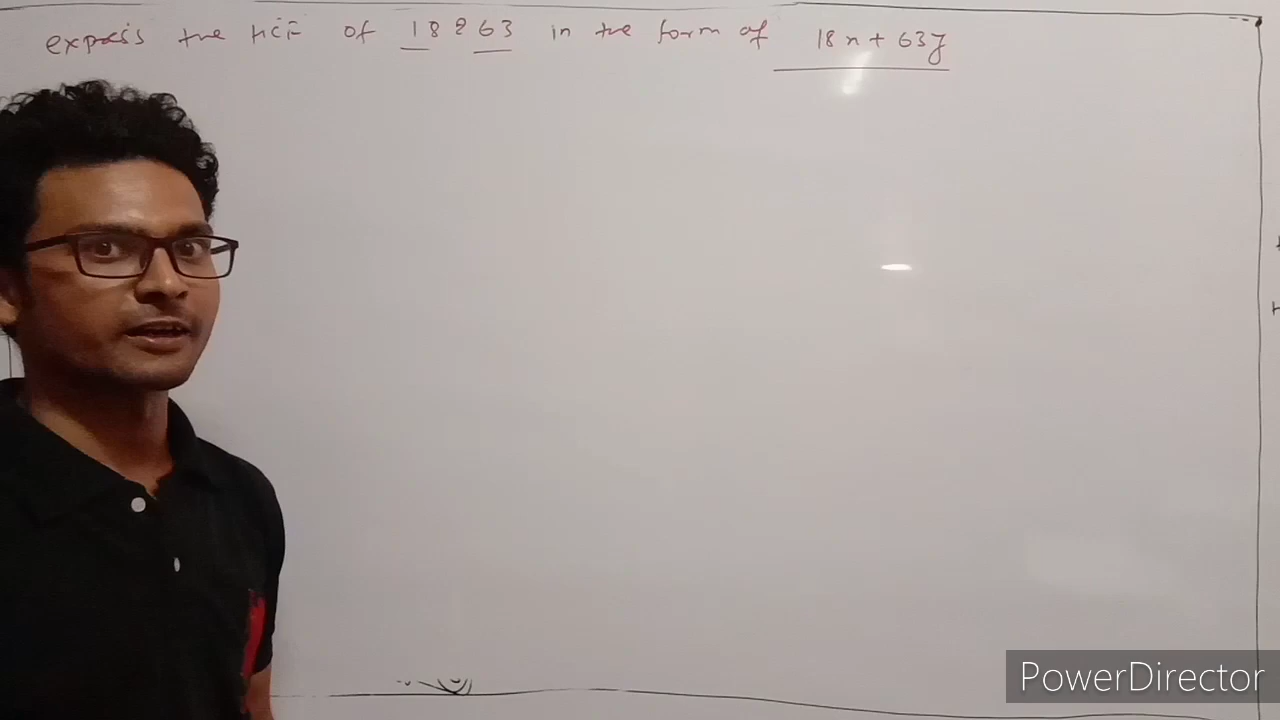 express the HCF of 18 & 63 in the form of 18x + 63y
PowerDirector